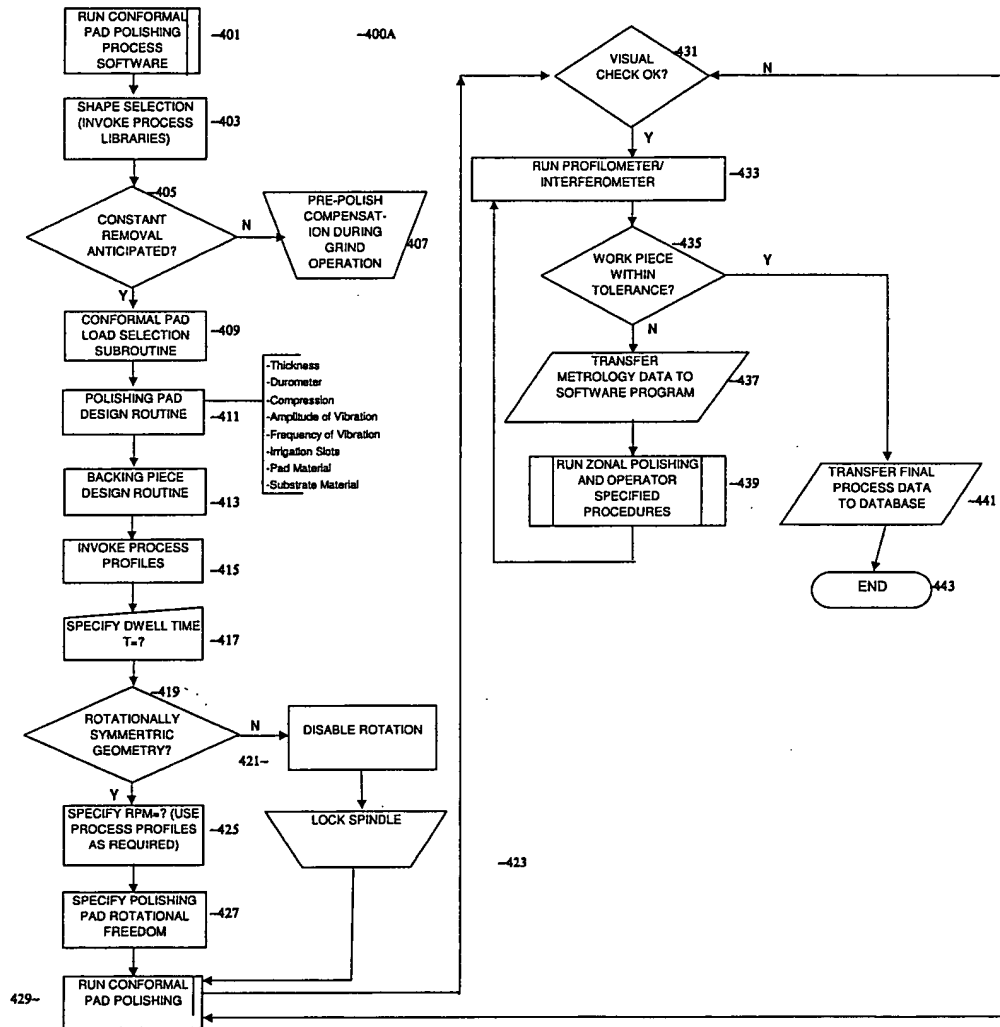 RUN CONFORMAL
PAD POLISHING
PROCESS
SOFTWARE
~401
~400A
SHAPE SELECTION
(INVOKE PROCESS
LIBRARIES)
~403
~405
CONSTANT
REMOVAL
ANTICIPATED?
N
Y
PRE-POLISH
COMPENSAT-
ION DURING
GRIND
OPERATION
407
CONFORMAL PAD
LOAD SELECTION
SUBROUTINE
~409
POLISHING PAD
DESIGN ROUTINE
~411
-Thickness
-Durometer
-Compression
-Amplitude of Vibration
-Frequency of Vibration
-Irrigation Slots
-Pad Material
-Substrate Material
BACKING PIECE
DESIGN ROUTINE
~413
INVOKE PROCESS
PROFILES
~415
SPECIFY DWELL TIME
T=?
~417
~419
ROTATIONALLY
SYMMERTRIC
GEOMETRY?
N
Y
421~
DISABLE ROTATION
LOCK SPINDLE
~423
SPECIFY RPM=? (USE
PROCESS PROFILES
AS REQUIRED)
~425
SPECIFY POLISHING
PAD ROTATIONAL
FREEDOM
~427
429~
RUN CONFORMAL
PAD POLISHING
~431
VISUAL
CHECK OK?
N
Y
RUN PROFILOMETER/
INTERFEROMETER
~433
~435
WORK PIECE
WITHIN
TOLERANCE?
Y
N
TRANSFER
METROLOGY DATA TO
SOFTWARE PROGRAM
~437
RUN ZONAL POLISHING
AND OPERATOR
SPECIFIED
PROCEDURES
~439
TRANSFER FINAL
PROCESS DATA
TO DATABASE
~441
END
~443